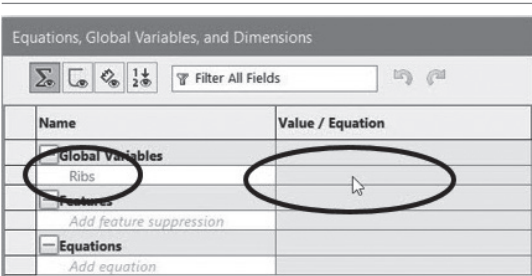 Equations, Global Variables, and Dimensions
Filter All Fields
Name Value / Equation
Global Variables
Ribs
Features
Add feature suppression
Equations
Add equation